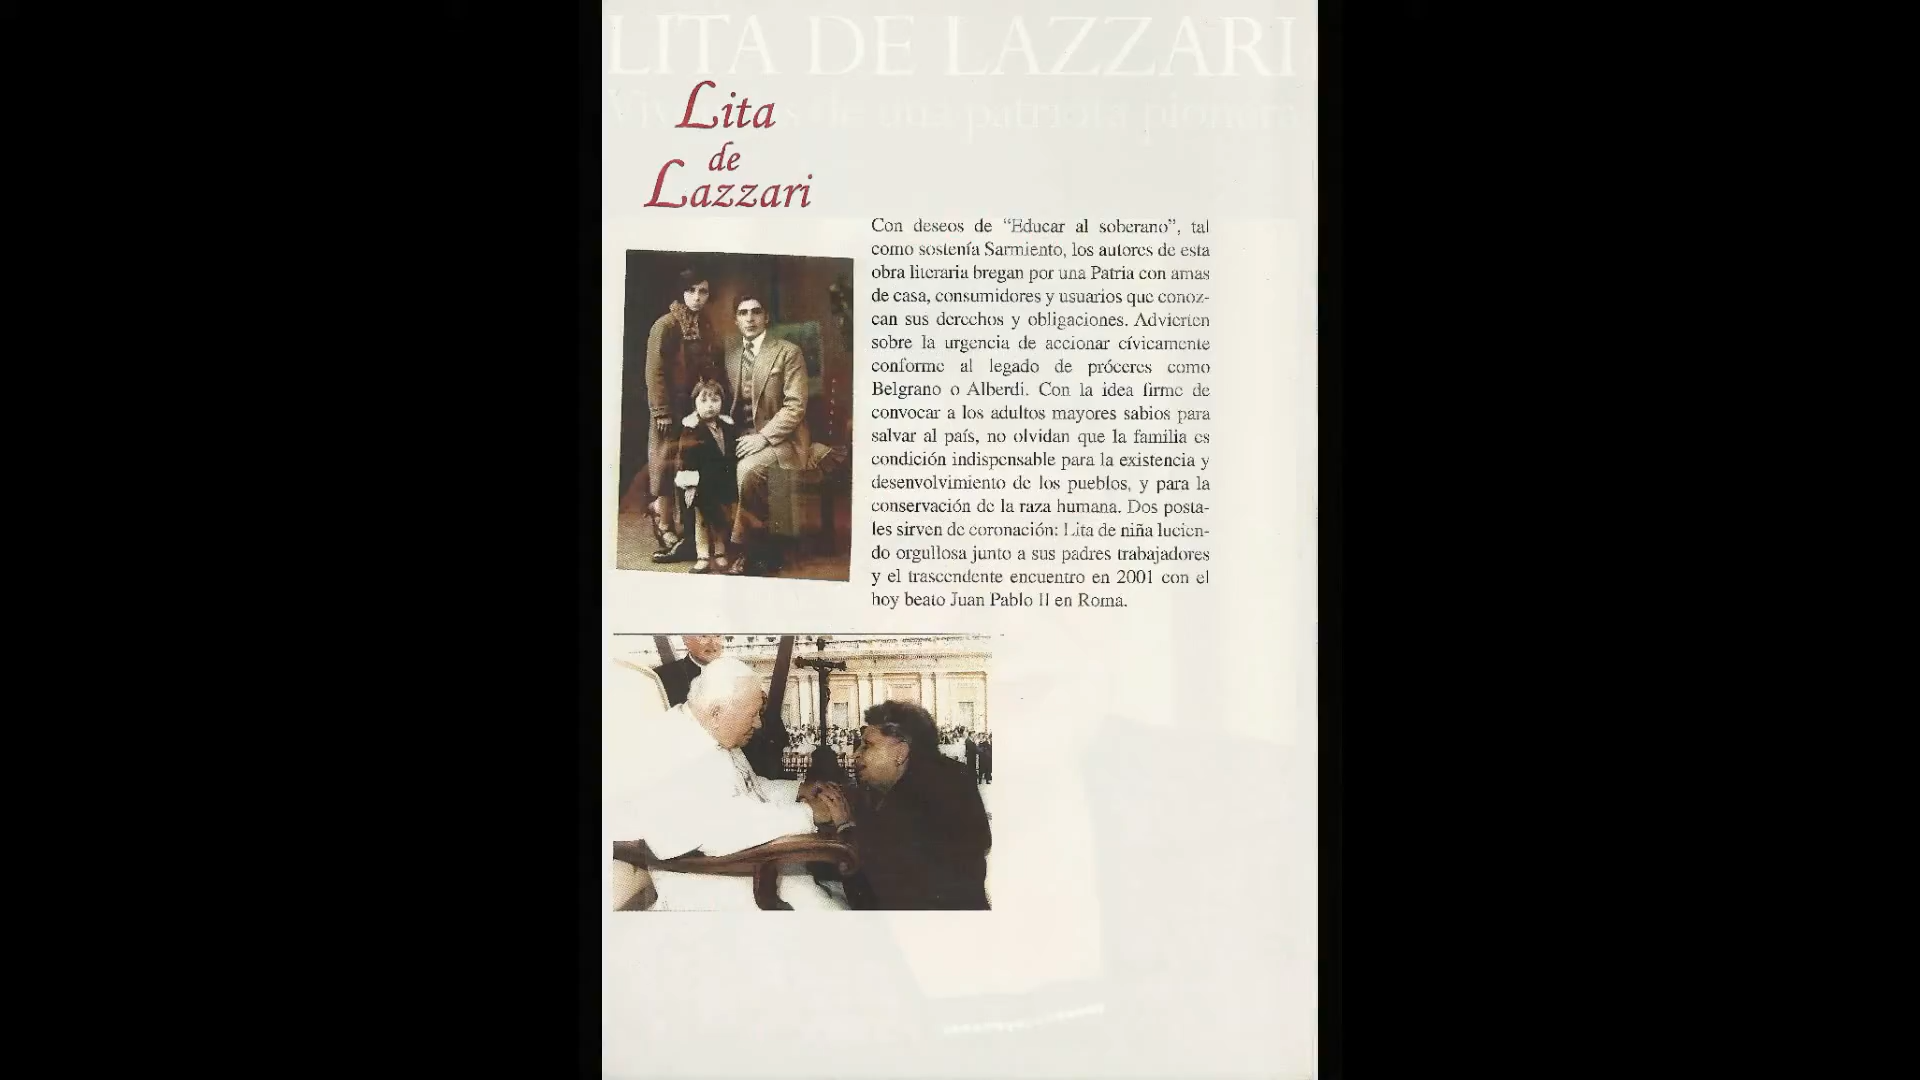 LITA DE LAZZARI
de una patriota plenera
Lita
de
Lazzari
Con deseos de “Educar al soberano”, tal
como sostenía Sarmiento, los autores de esta
obra literaria bregan por una Patria con amas
de casa, consumidores y usuarios que conoz-
can sus derechos y obligaciones. Advierten
sobre la urgencia de accionar cívicamente
conforme al legado de próceres como
Belgrano o Alberdi. Con la idea firme de
convocar a los adultos mayores sabios para
salvar al país, no olvidan que la familia es
condición indispensable para la existencia y
desenvolvimiento de los pueblos, y para la
conservación de la raza humana. Dos posta-
les sirven de coronación: Lita de niña lucien-
do orgullosa junto a sus padres trabajadores
y el trascendente encuentro en 2001 con el
hoy beato Juan Pablo II en Roma.